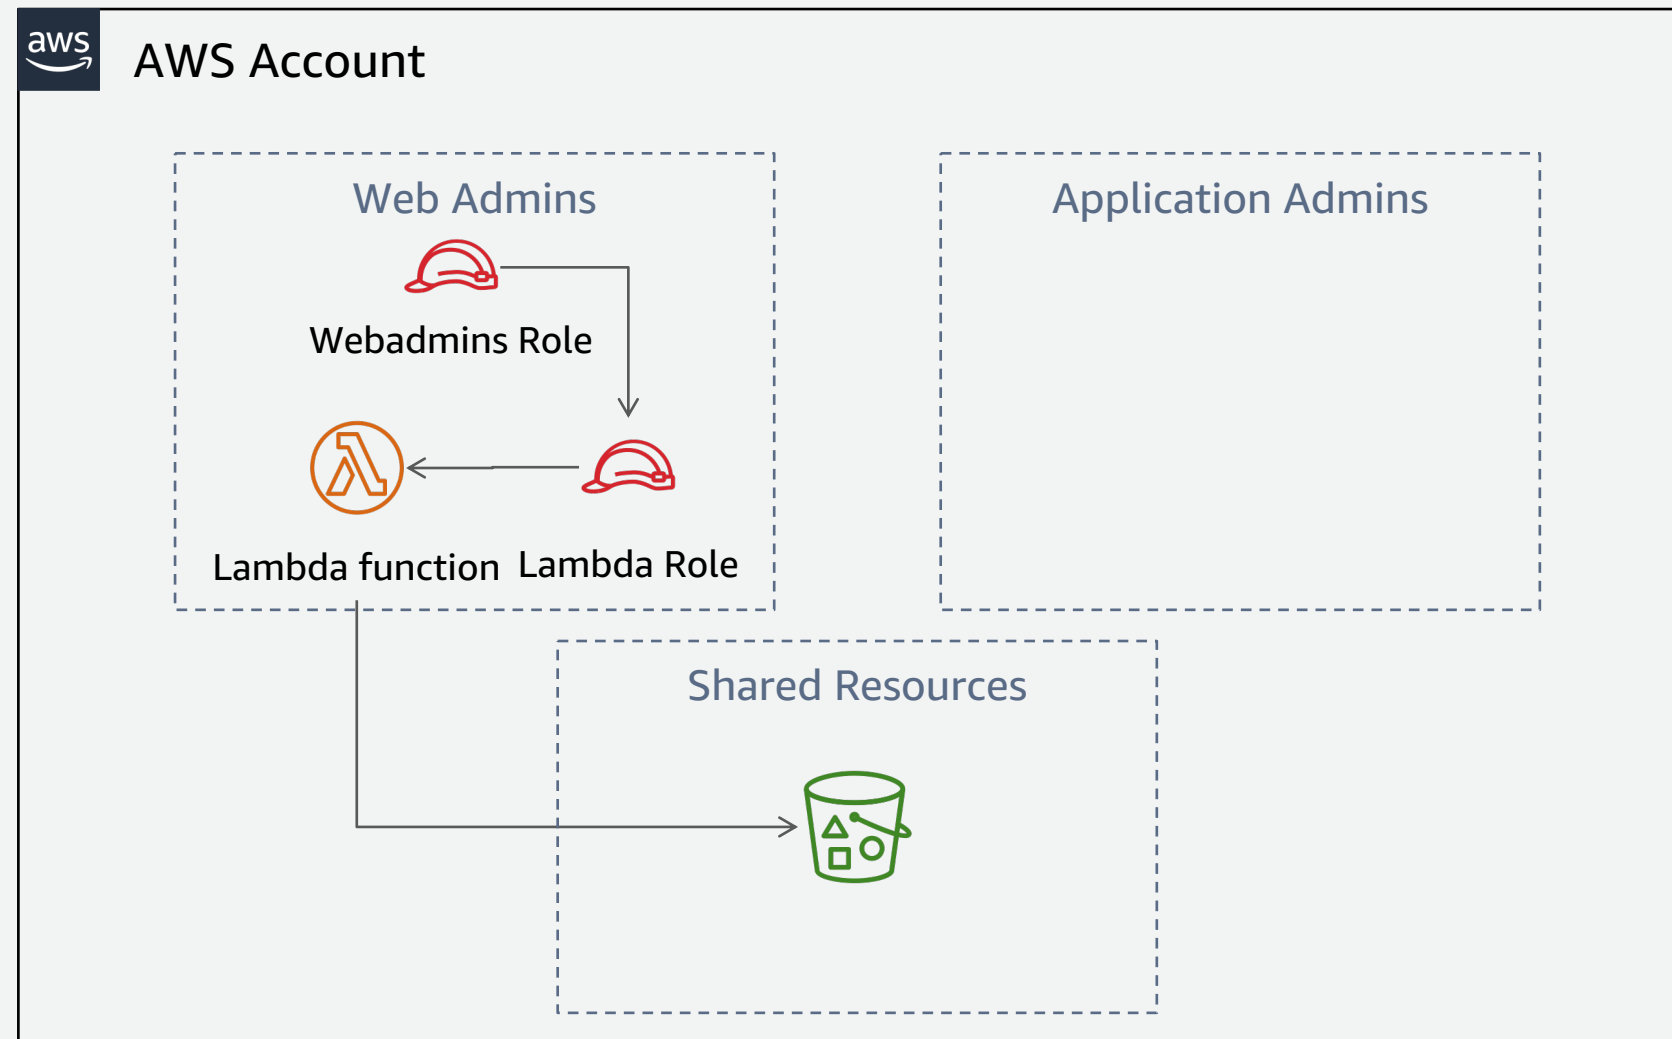 aws
AWS Account
Web Admins
Application Admins
Webadmins Role
Lambda function
Lambda Role
Shared Resources